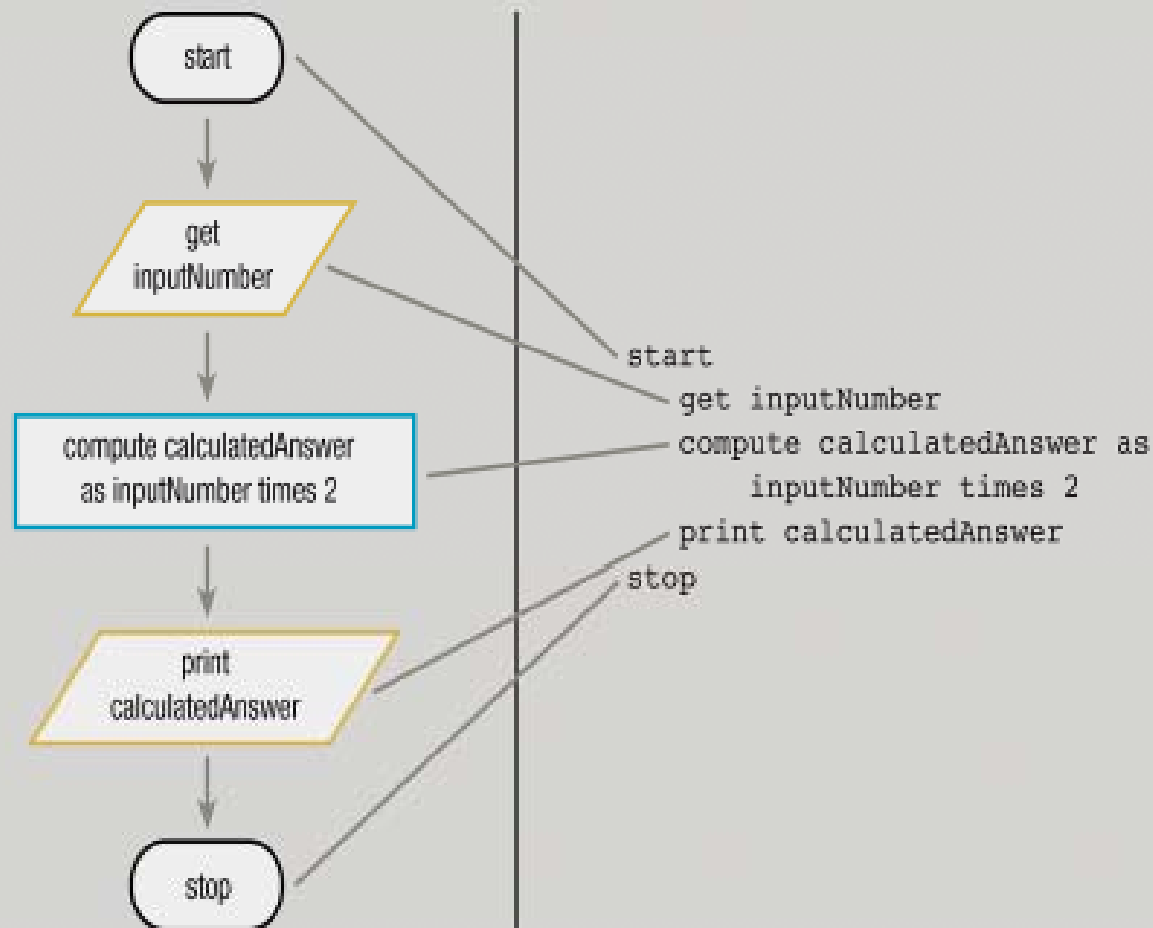 start
get
inputNumber
compute calculatedAnswer
as inputNumber times 2
print
calculatedAnswer
stop
start
get inputNumber
compute calculatedAnswer as
inputNumber times 2
print calculatedAnswer
stop